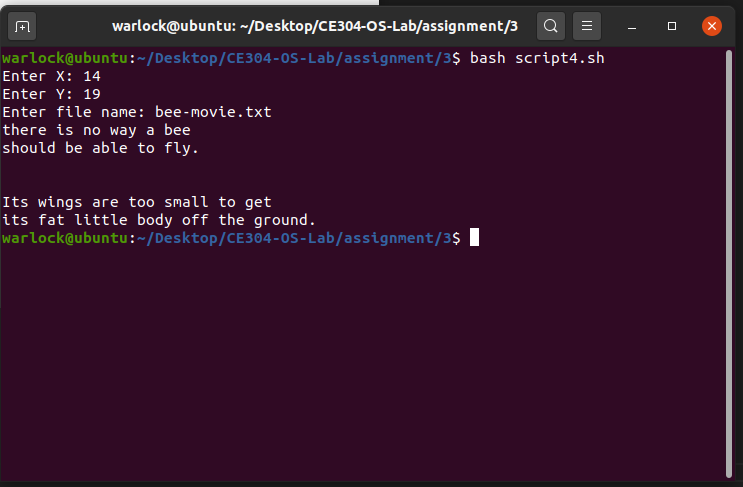 warlock@ubuntu: ~/Desktop/CE304-OS-Lab/assignment/3
warlock@ubuntu:~/Desktop/CE304-OS-Lab/assignment/3$ bash script4.sh
Enter X: 14
Enter Y: 19
Enter file name: bee-movie.txt
there is no way a bee
should be able to fly.
Its wings are too small to get
its fat little body off the ground.
warlock@ubuntu:~/Desktop/CE304-OS-Lab/assignment/3$